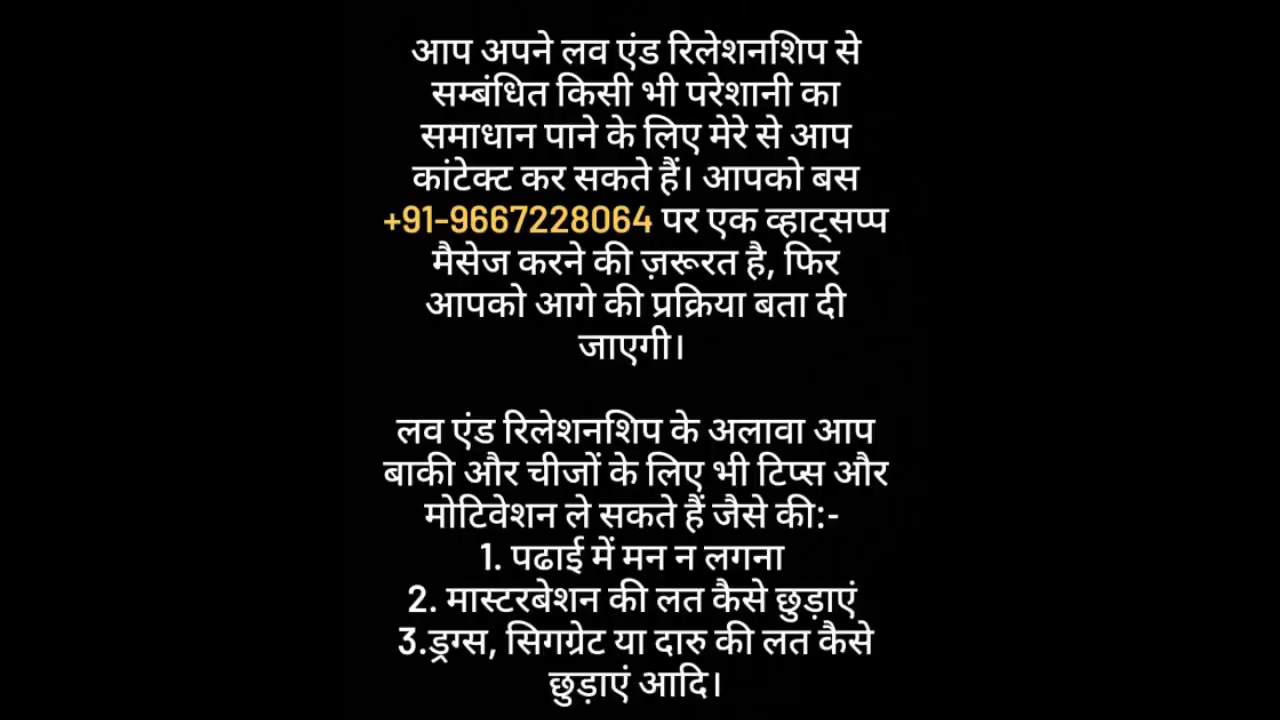 आप अपने लव एंड रिलेशनशिप से
सम्बंधित किसी भी परेशानी का
समाधान पाने के लिए मेरे से आप
कांटेक्ट कर सकते हैं। आपको बस
+91-9667228064 पर एक व्हाट्सप्प
मैसेज करने की ज़रूरत है, फिर
आपको आगे की प्रक्रिया बता दी
जाएगी।
लव एंड रिलेशनशिप के अलावा आप
बाकी और चीजों के लिए भी टिप्स और
मोटिवेशन ले सकते हैं जैसे की:-
1. पढाई में मन न लगना
2. मास्टरबेशन की लत कैसे छुड़ाएं
3.ड्रग्स, सिगग्रेट या दारु की लत कैसे
छुड़ाएं आदि।